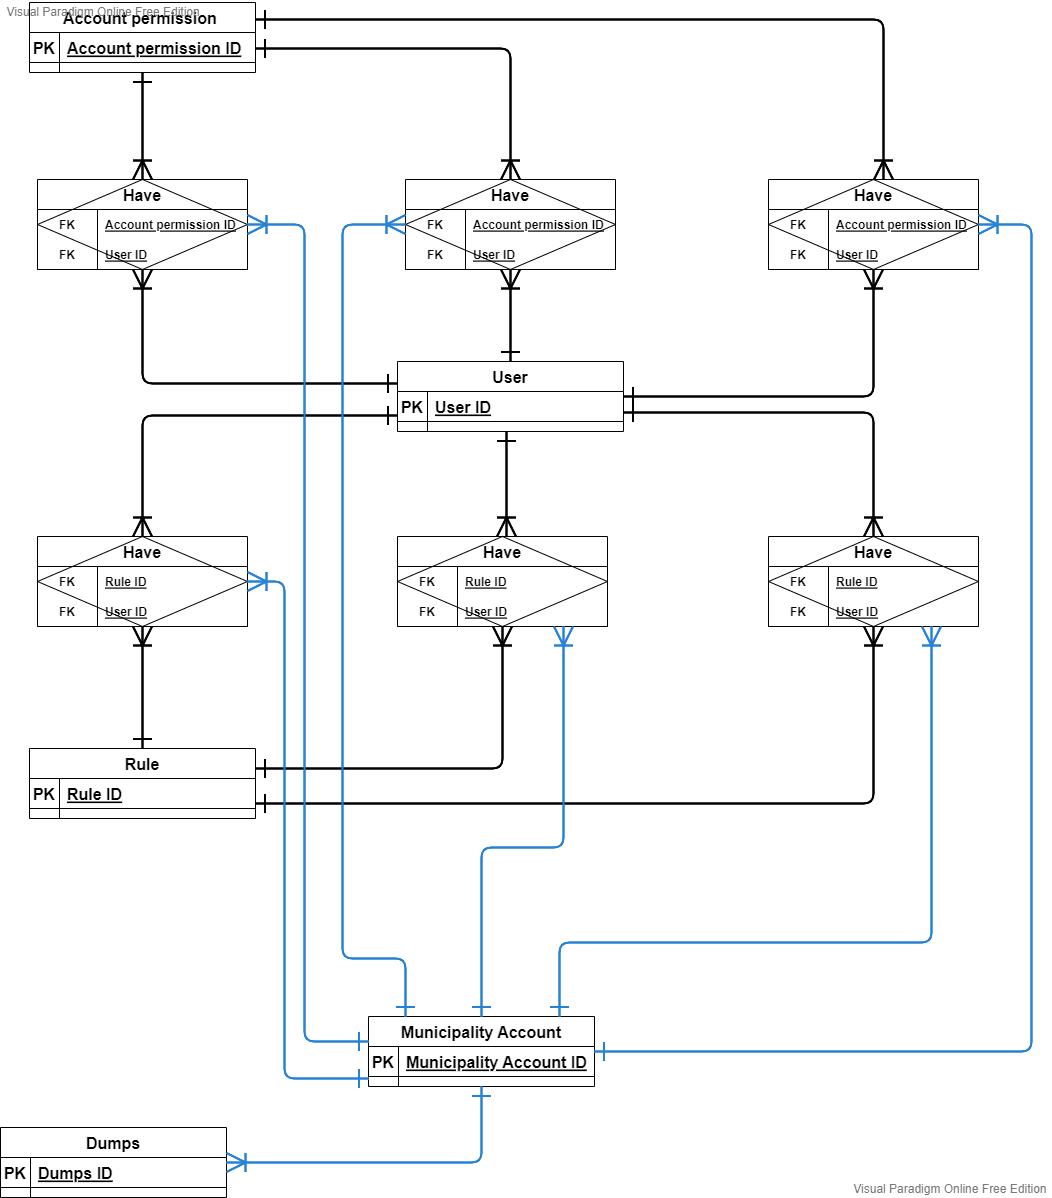 Visual Paradigm Online Free Edition
Account permission
PK Account permission ID
Have Have Have
FK Account permission ID FK Account permission ID FK Account permission ID
FK User ID FK User ID FK User ID
User
PK User ID
Have Have Have
FK Rule ID FK Rule ID FK Rule ID
FK User ID FK User ID FK User ID
Rule
PK Rule ID
Municipality Account
PK Municipality Account ID
Dumps
PK Dumps ID
Visual Paradigm Online Free Edition